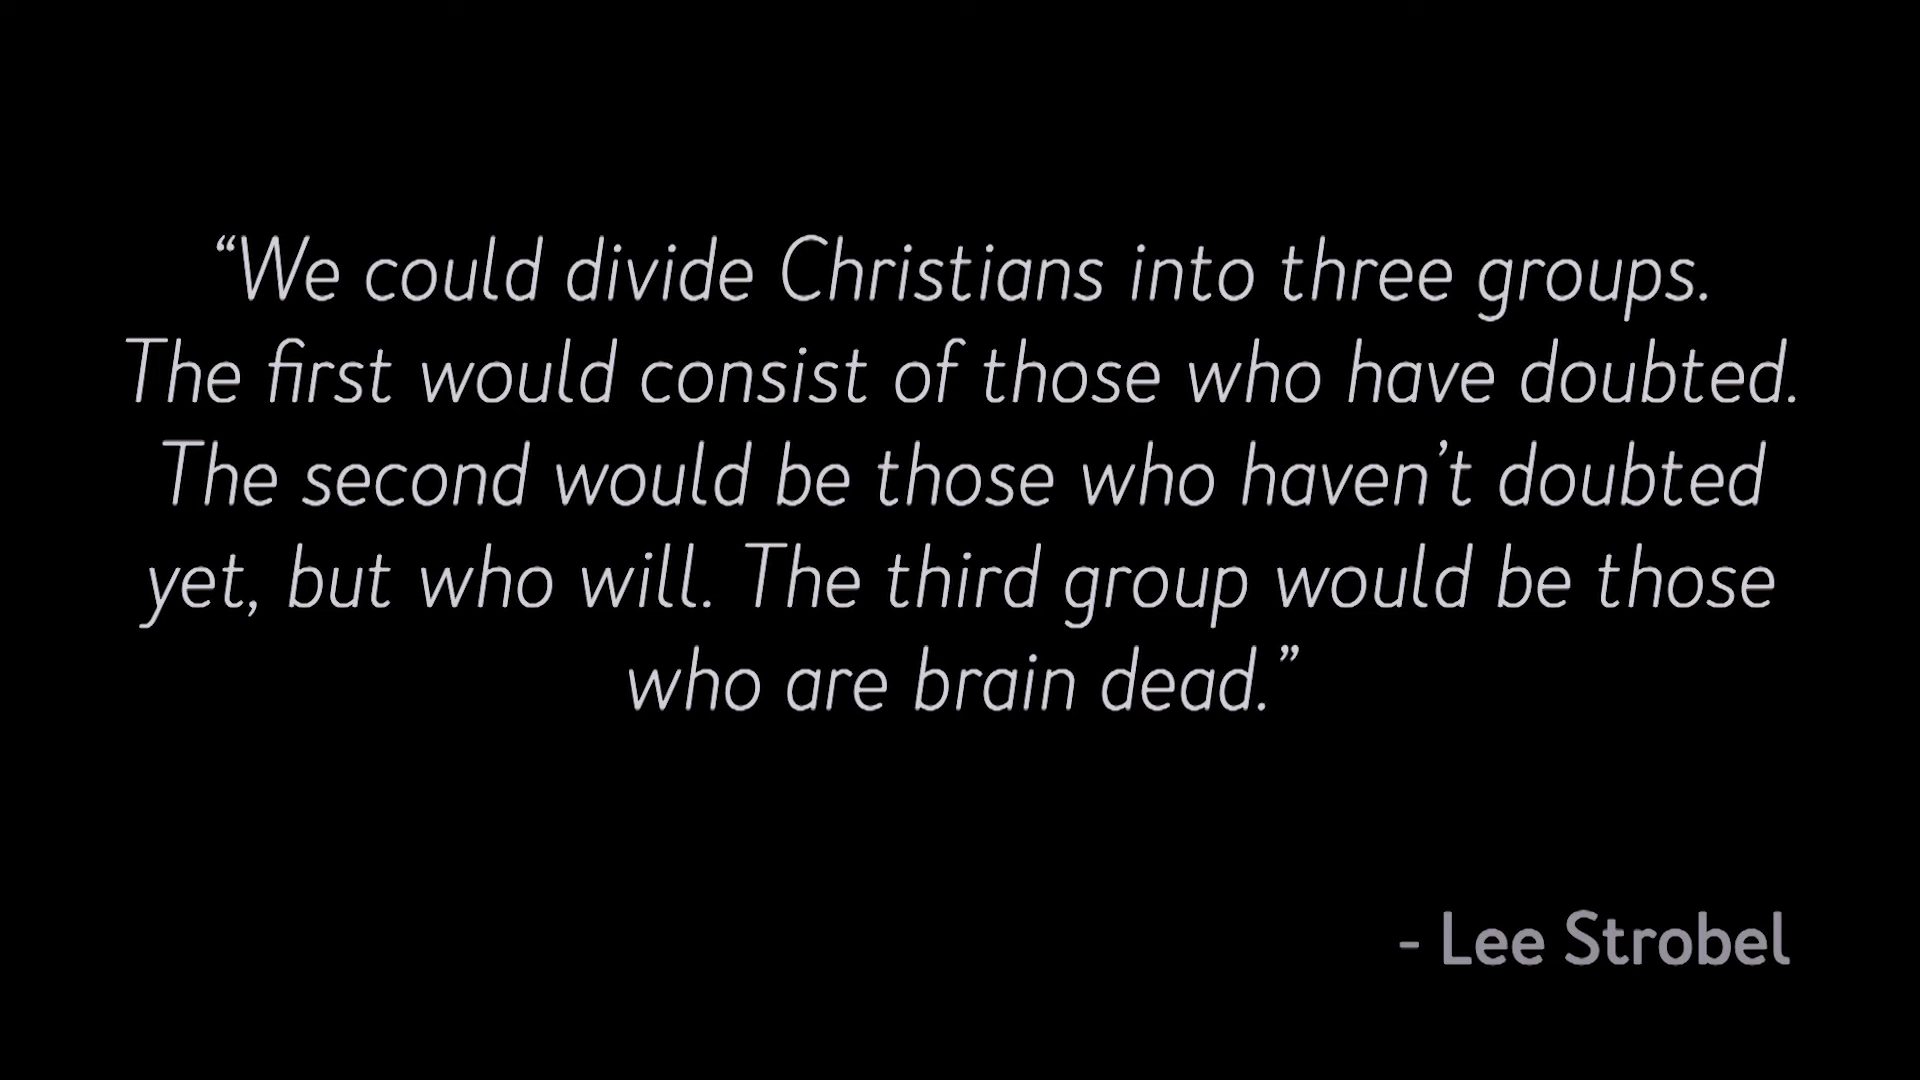 “We could divide Christians into three groups.
The first would consist of those who have doubted.
The second would be those who haven’t doubted
yet, but who will. The third group would be those
who are brain dead.”
- Lee Strobel